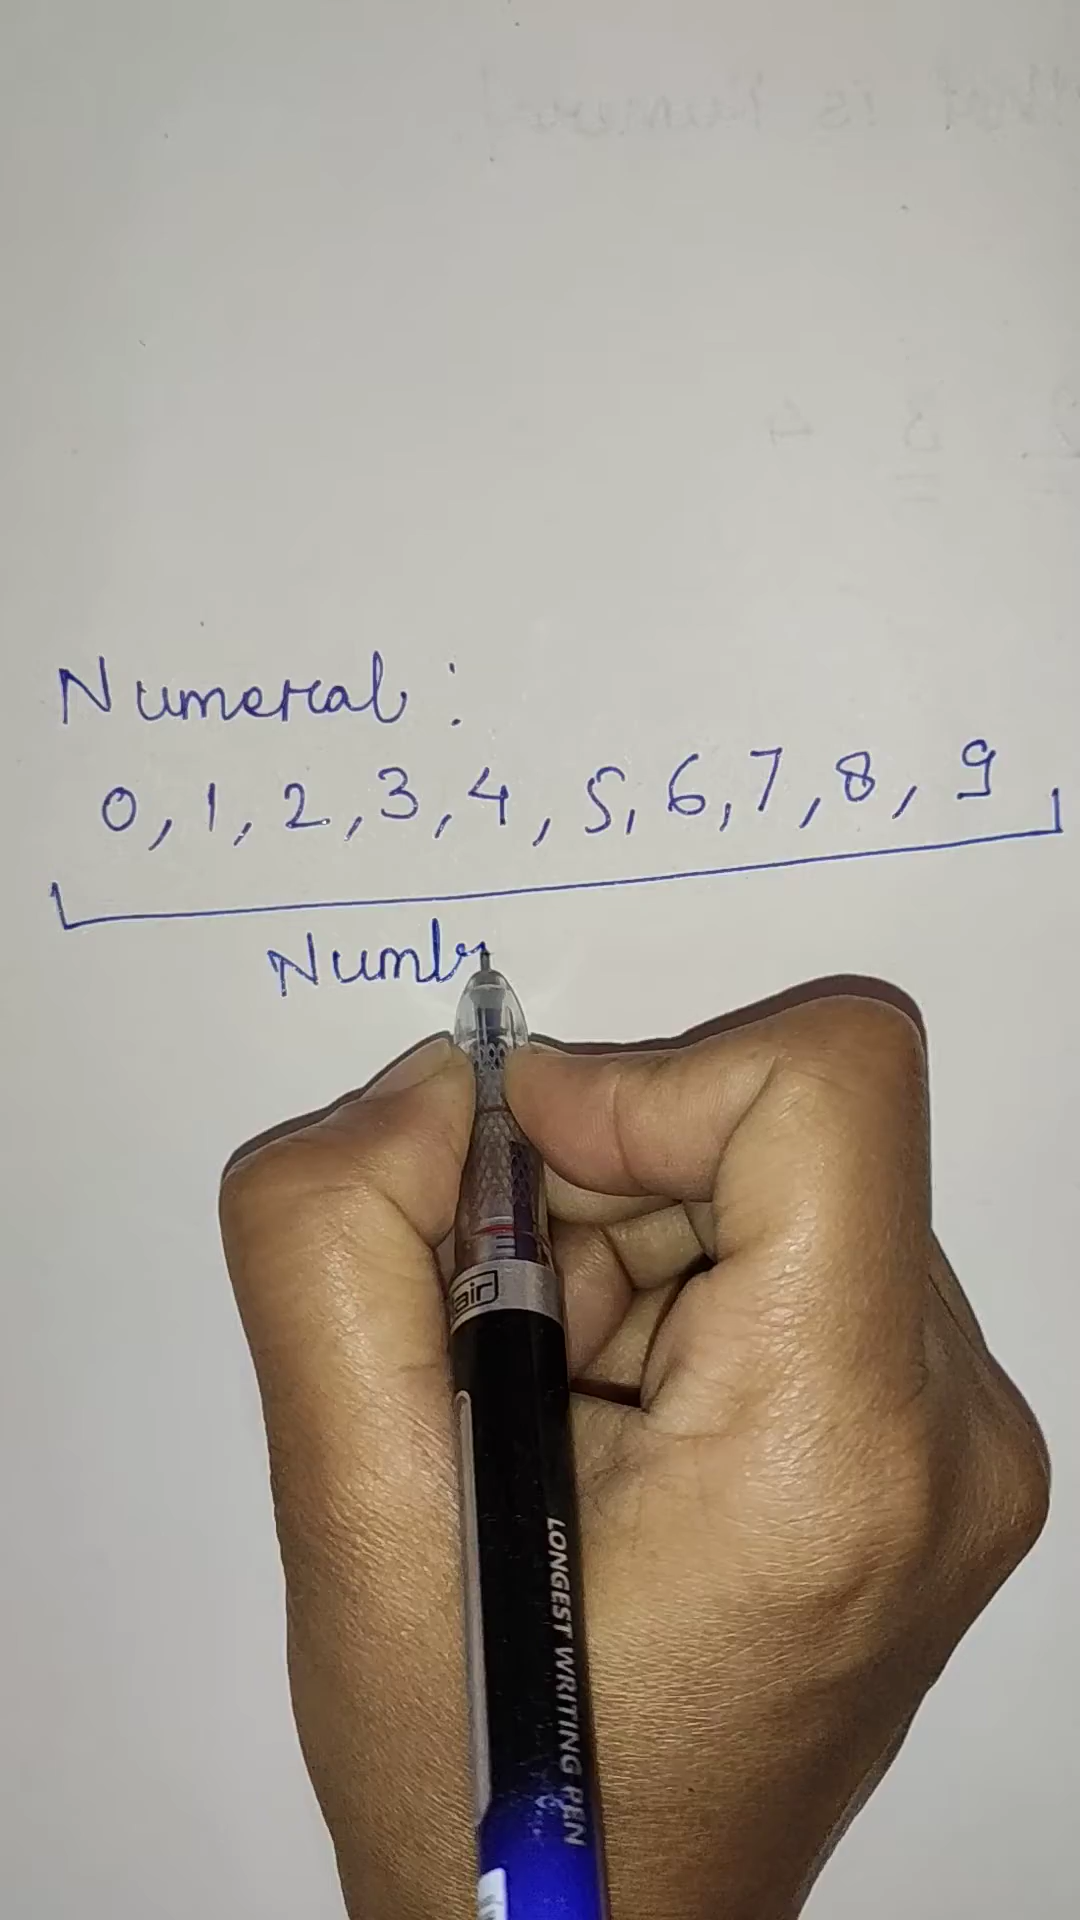 Numeral :
0, 1, 2, 3, 4, 5, 6, 7, 8, 9,
Numb
LONGEST WRITING PEN